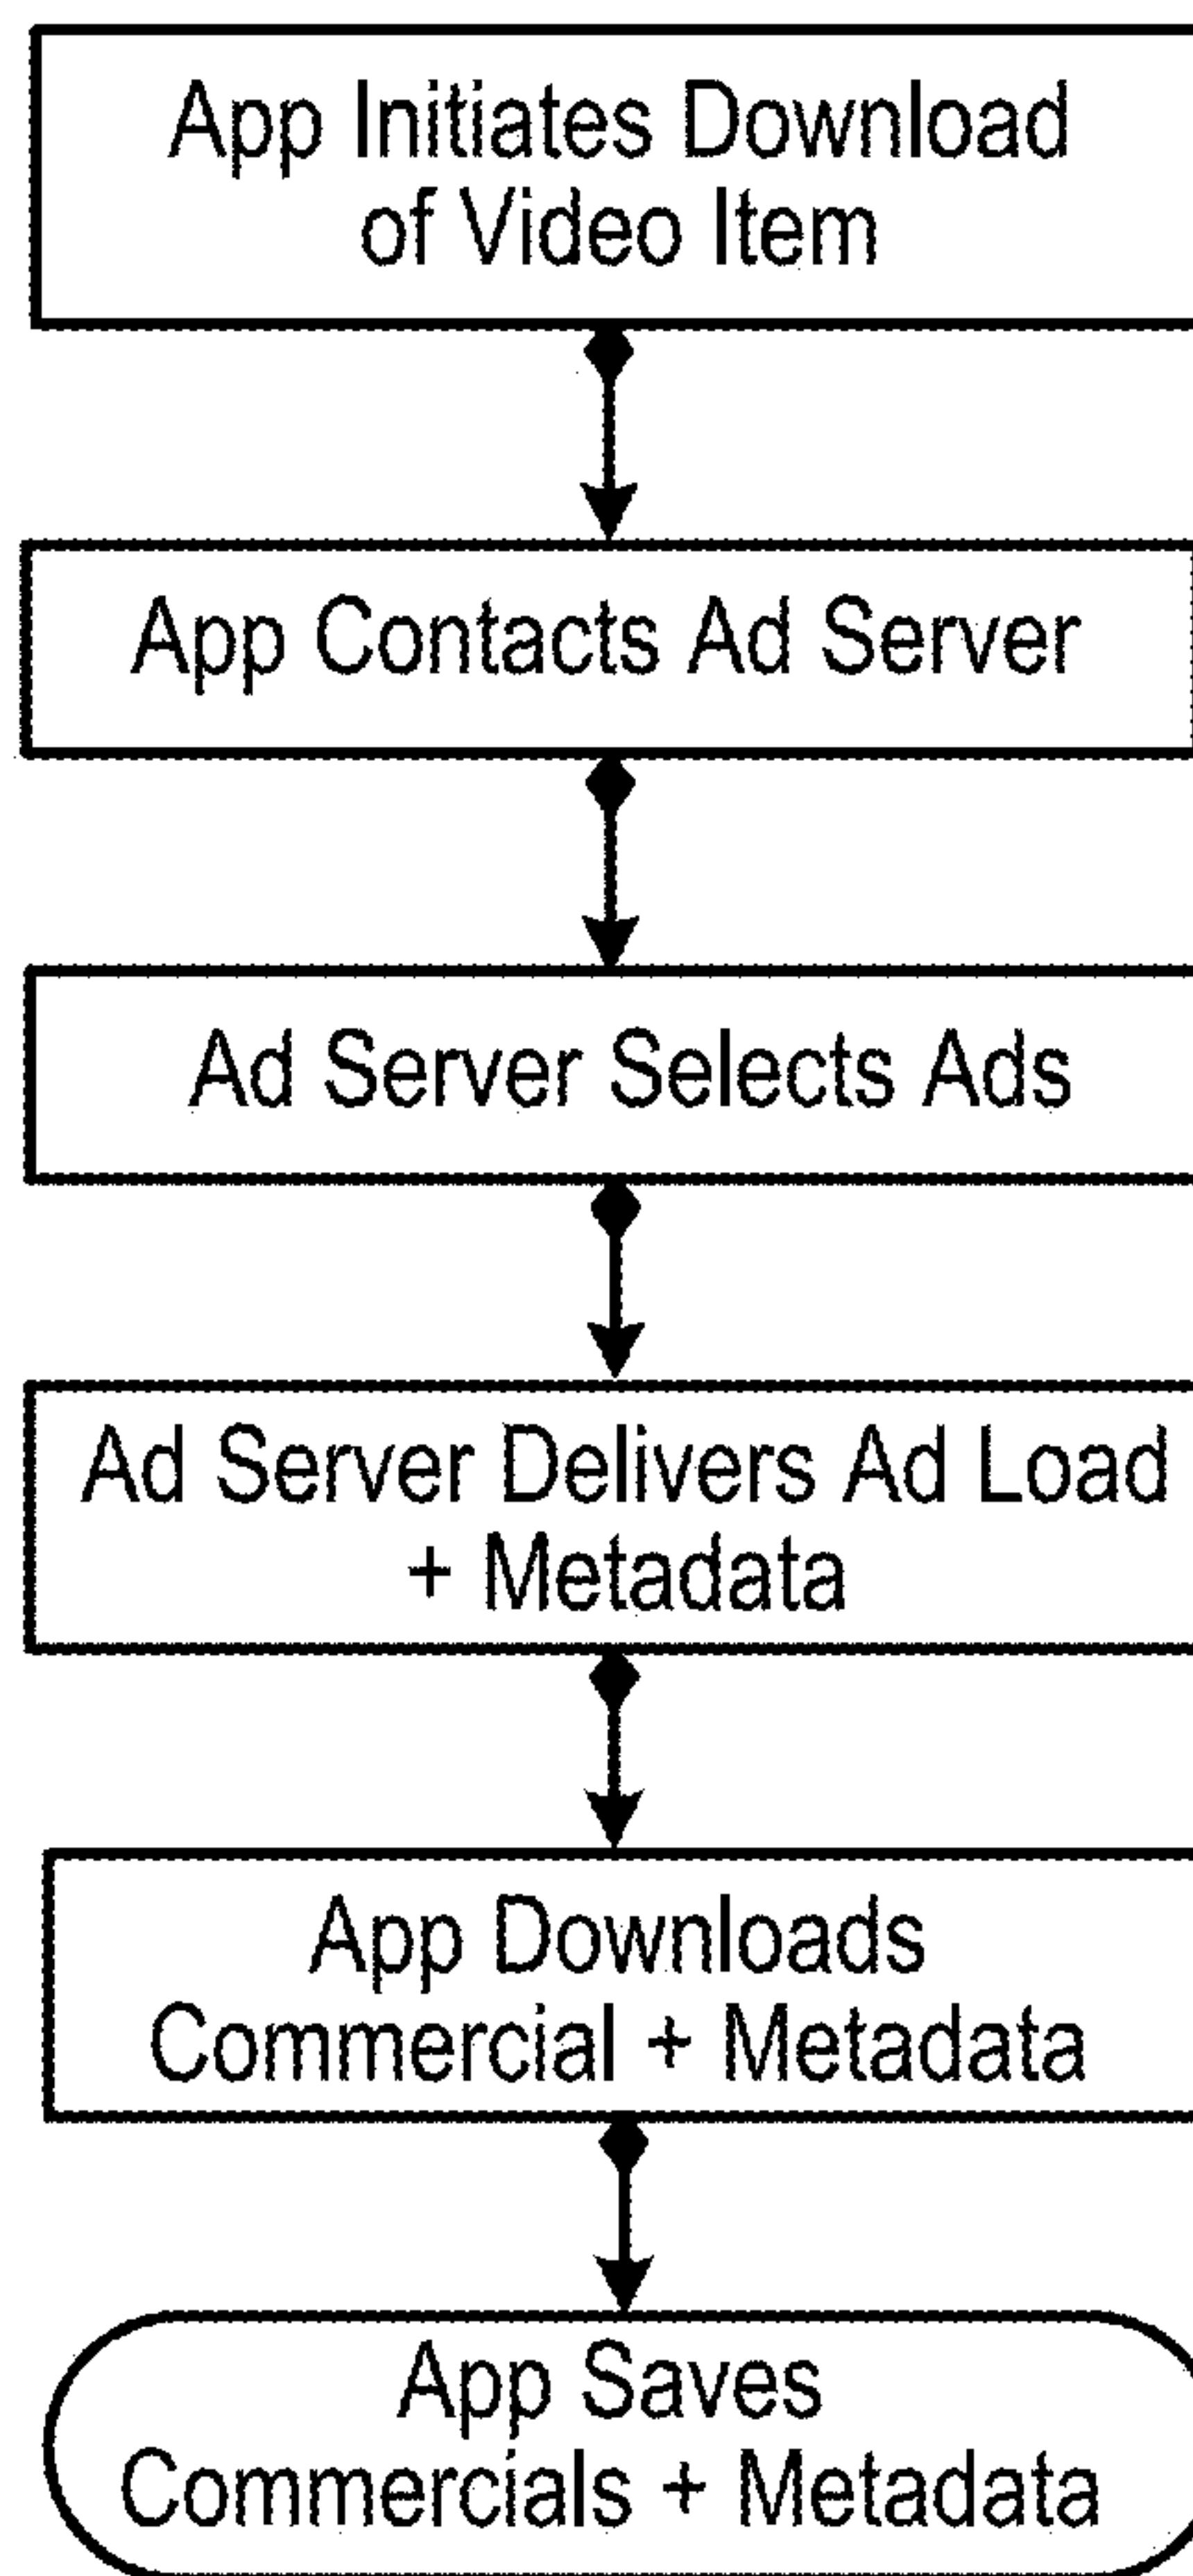 App Initiates Download
of Video Item
App Contacts Ad Server
Ad Server Selects Ads
Ad Server Delivers Ad Load
+ Metadata
App Downloads
Commercial + Metadata
App Saves
Commercials + Metadata